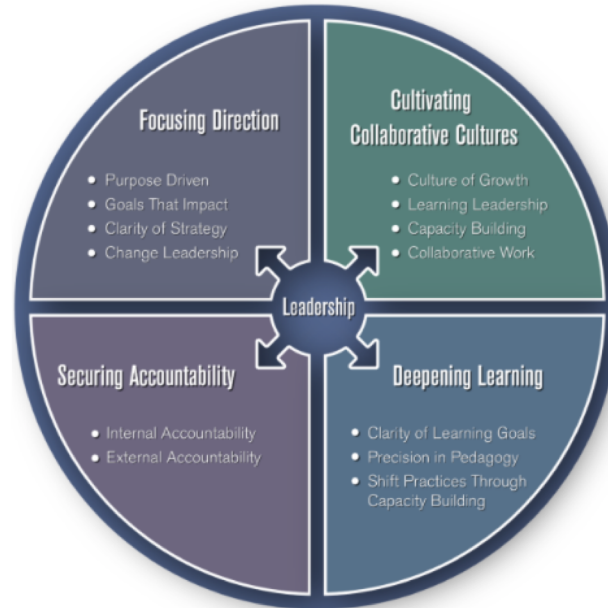 Focusing Direction
• Purpose Driven
• Goals That Impact
• Clarity of Strategy
• Change Leadership
Cultivating
Collaborative Cultures
• Culture of Growth
• Learning Leadership
• Capacity Building
• Collaborative Work
Leadership
Securing Accountability
• Internal Accountability
• External Accountability
Deepening Learning
• Clarity of Learning Goals
• Precision in Pedagogy
• Shift Practices Through
Capacity Building